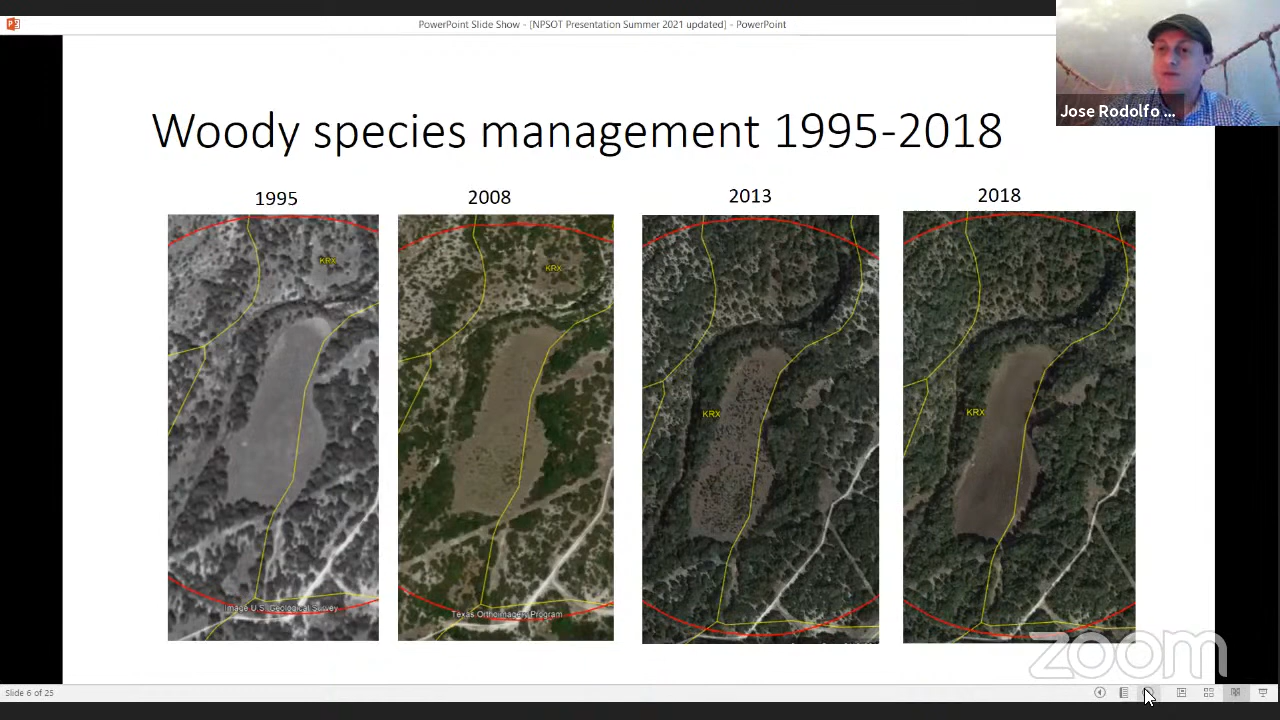 PowerPoint Slide Show - [NPSOT Presentation Summer 2021 updated] - PowerPoint
Jose Rodolfo ...
Woody species management 1995-2018
1995
2008
2013
2018
KRX
KRX
KRX
KRX
Image U.S. Geological Survey
Texas Orthoimagery Program
zoom
Slide 6 of 25